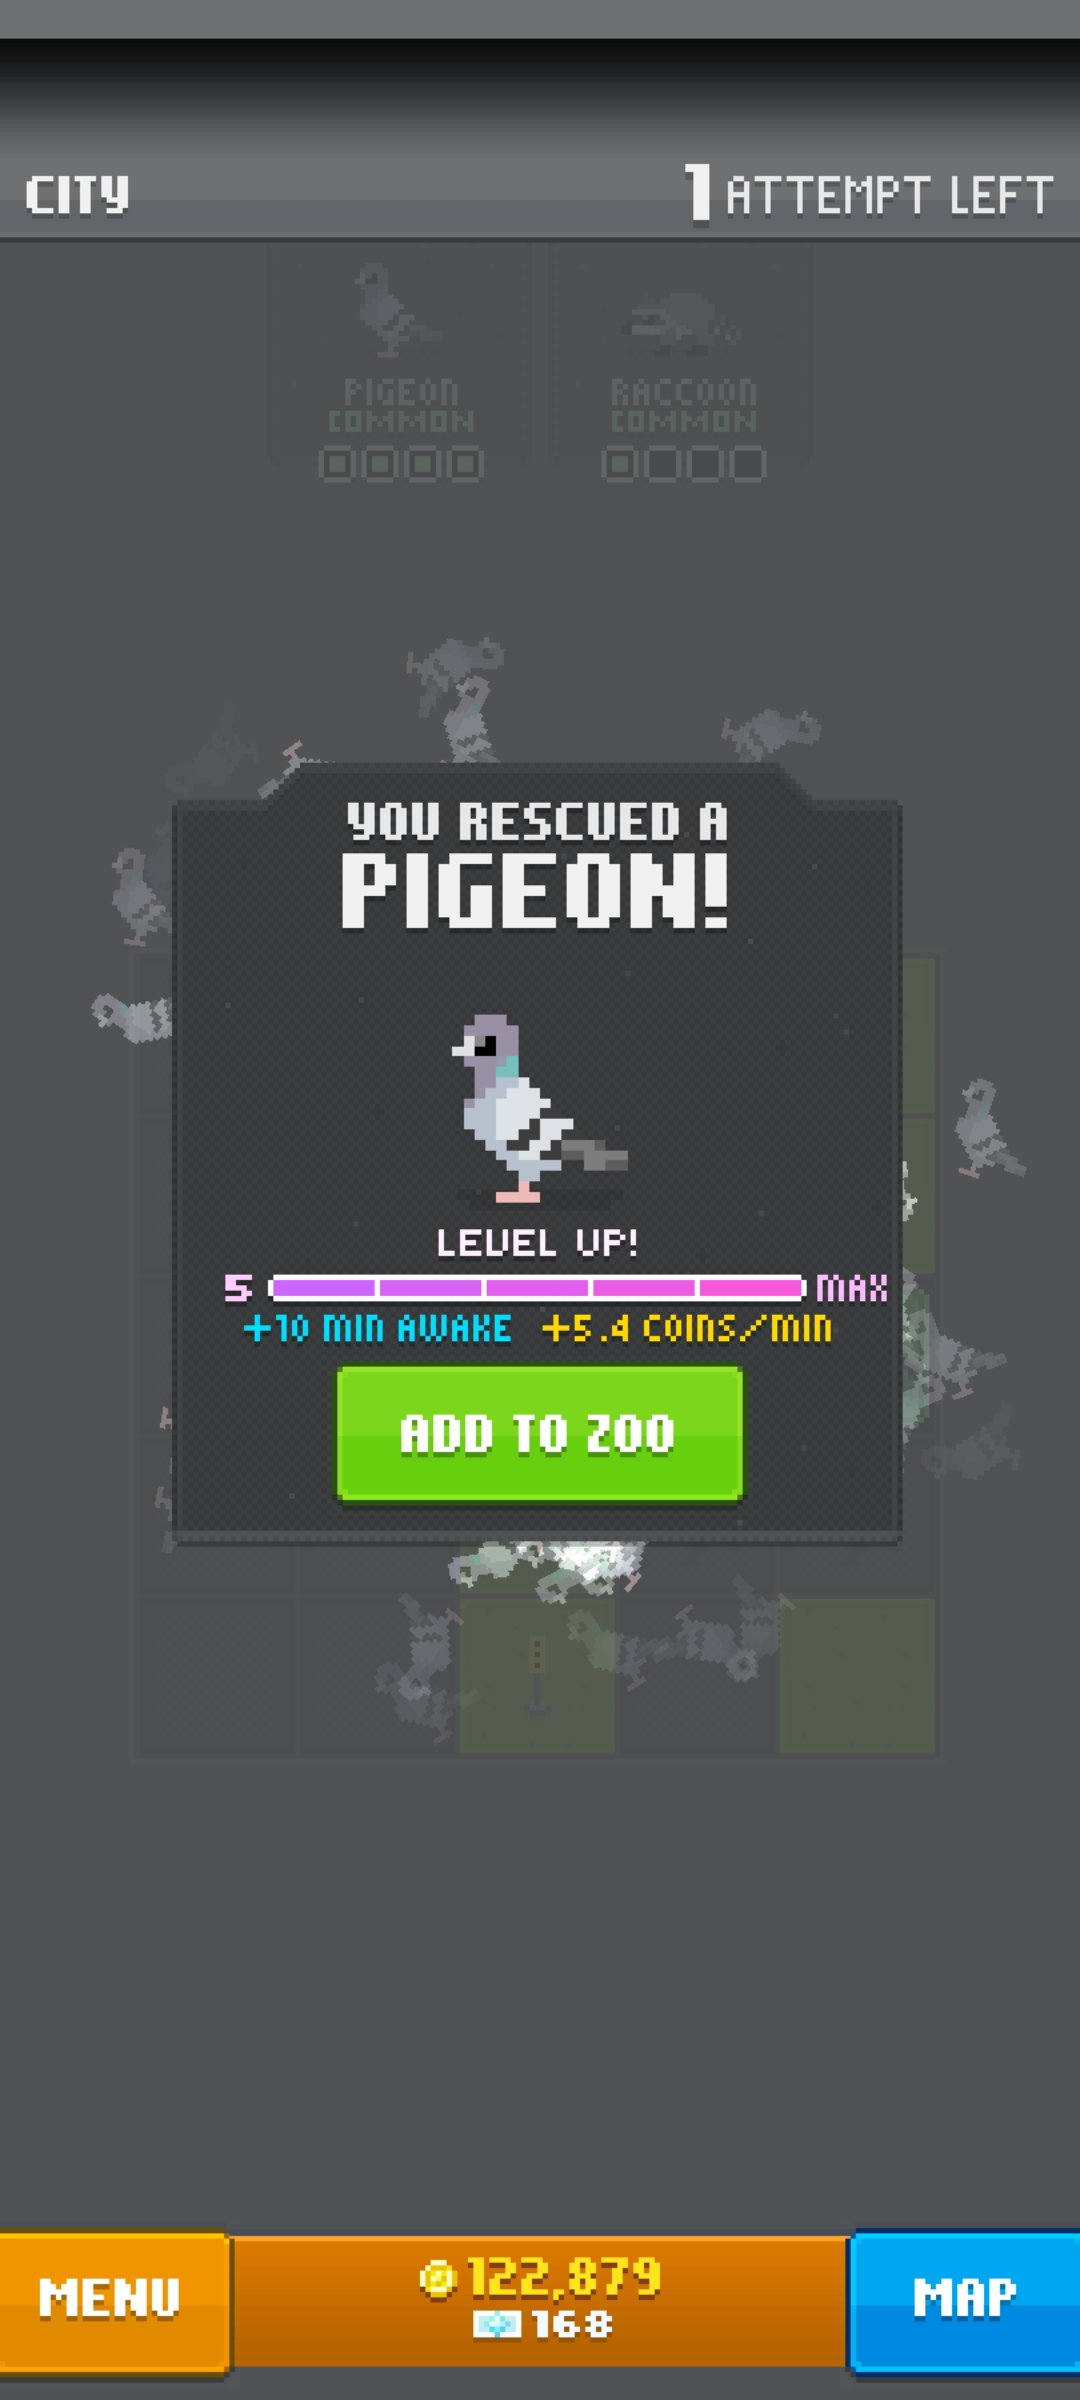 CITY
1 ATTEMPT LEFT
PIGEON
COMMON
RACCOON
COMMON
YOU RESCUED A
PIGEON!
LEVEL UP!
5 MAX
+10 MIN AWAKE +5.4 COINS/MIN
ADD TO ZOO
MENU
122,879
168
MAP